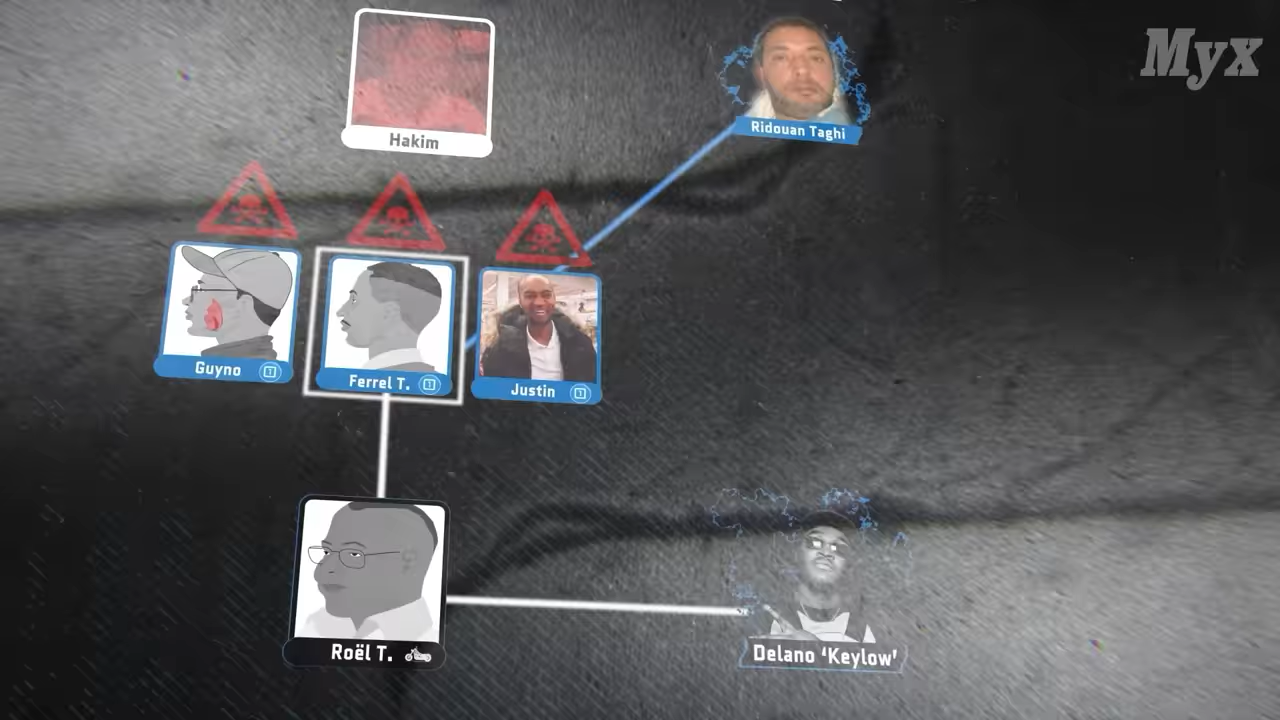 Myx
Hakim
Ridouan Taghi
Guyno
Ferrel T.
Justin
Roël T.
Delano ‘Keylow’